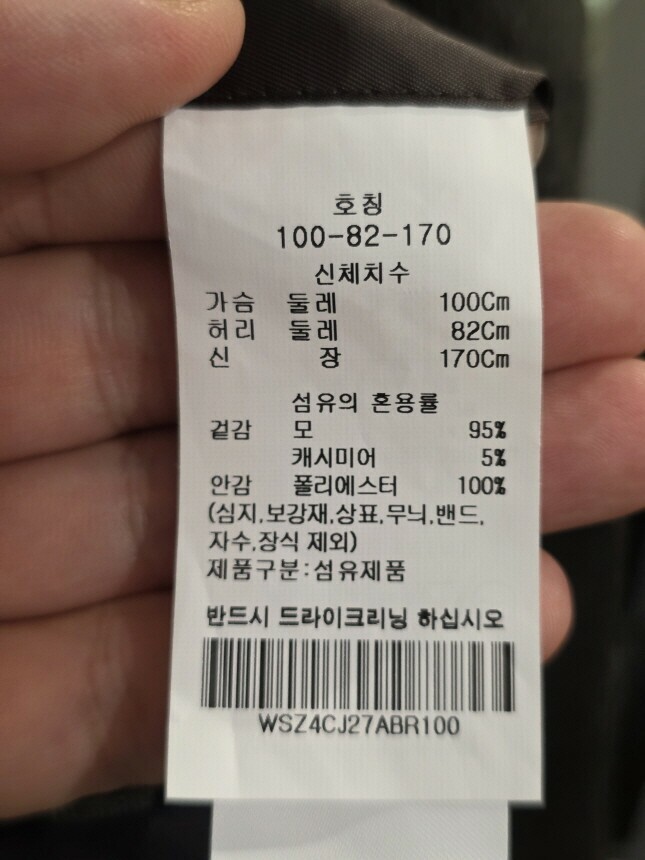 호칭
100-82-170
신체치수
가슴 둘레 100Cm
허리 둘레 82Cm
신 장 170Cm
섬유의 혼용률
겉감 모 95%
캐시미어 5%
안감 폴리에스터 100%
(심지,보강재,상표,무늬,밴드,
자수,장식 제외)
제품구분:섬유제품
반드시 드라이크리닝 하십시오
WSZ4CJ27ABR100